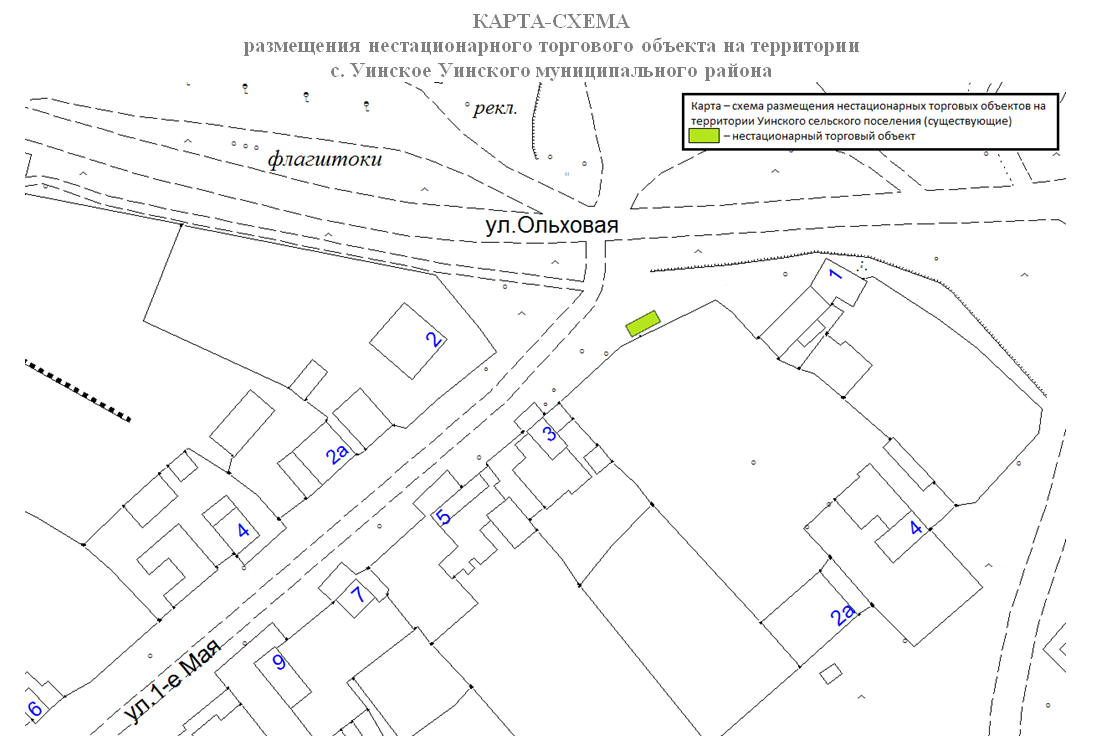 КАРТА-СХЕМА
размещения нестационарного торгового объекта на территории
с. Уинское Уинского муниципального района
Карта – схема размещения нестационарных торговых объектов на
территории Уинского сельского поселения (существующие)
– нестационарный торговый объект
рекл.
флагштоки
ул.Ольховая
1
2
2а
3
4
5
4
7
2а
9
6
ул.1-е Мая